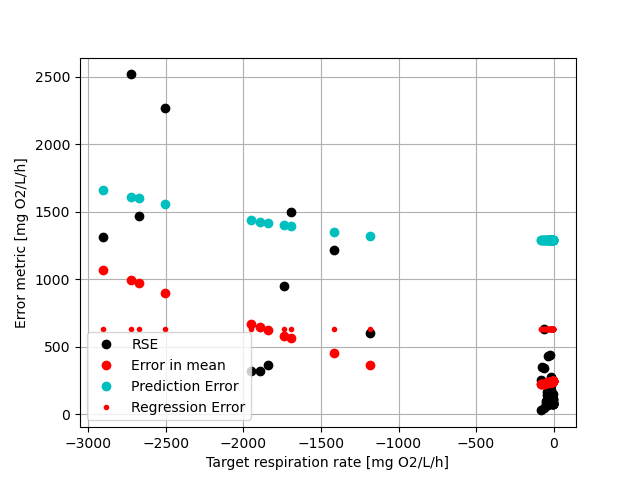 2500
2000
1500
1000
500
0
Error metric [mg O2/L/h]
RSE
Error in mean
Prediction Error
Regression Error
−3000 −2500 −2000 −1500 −1000 −500 0
Target respiration rate [mg O2/L/h]